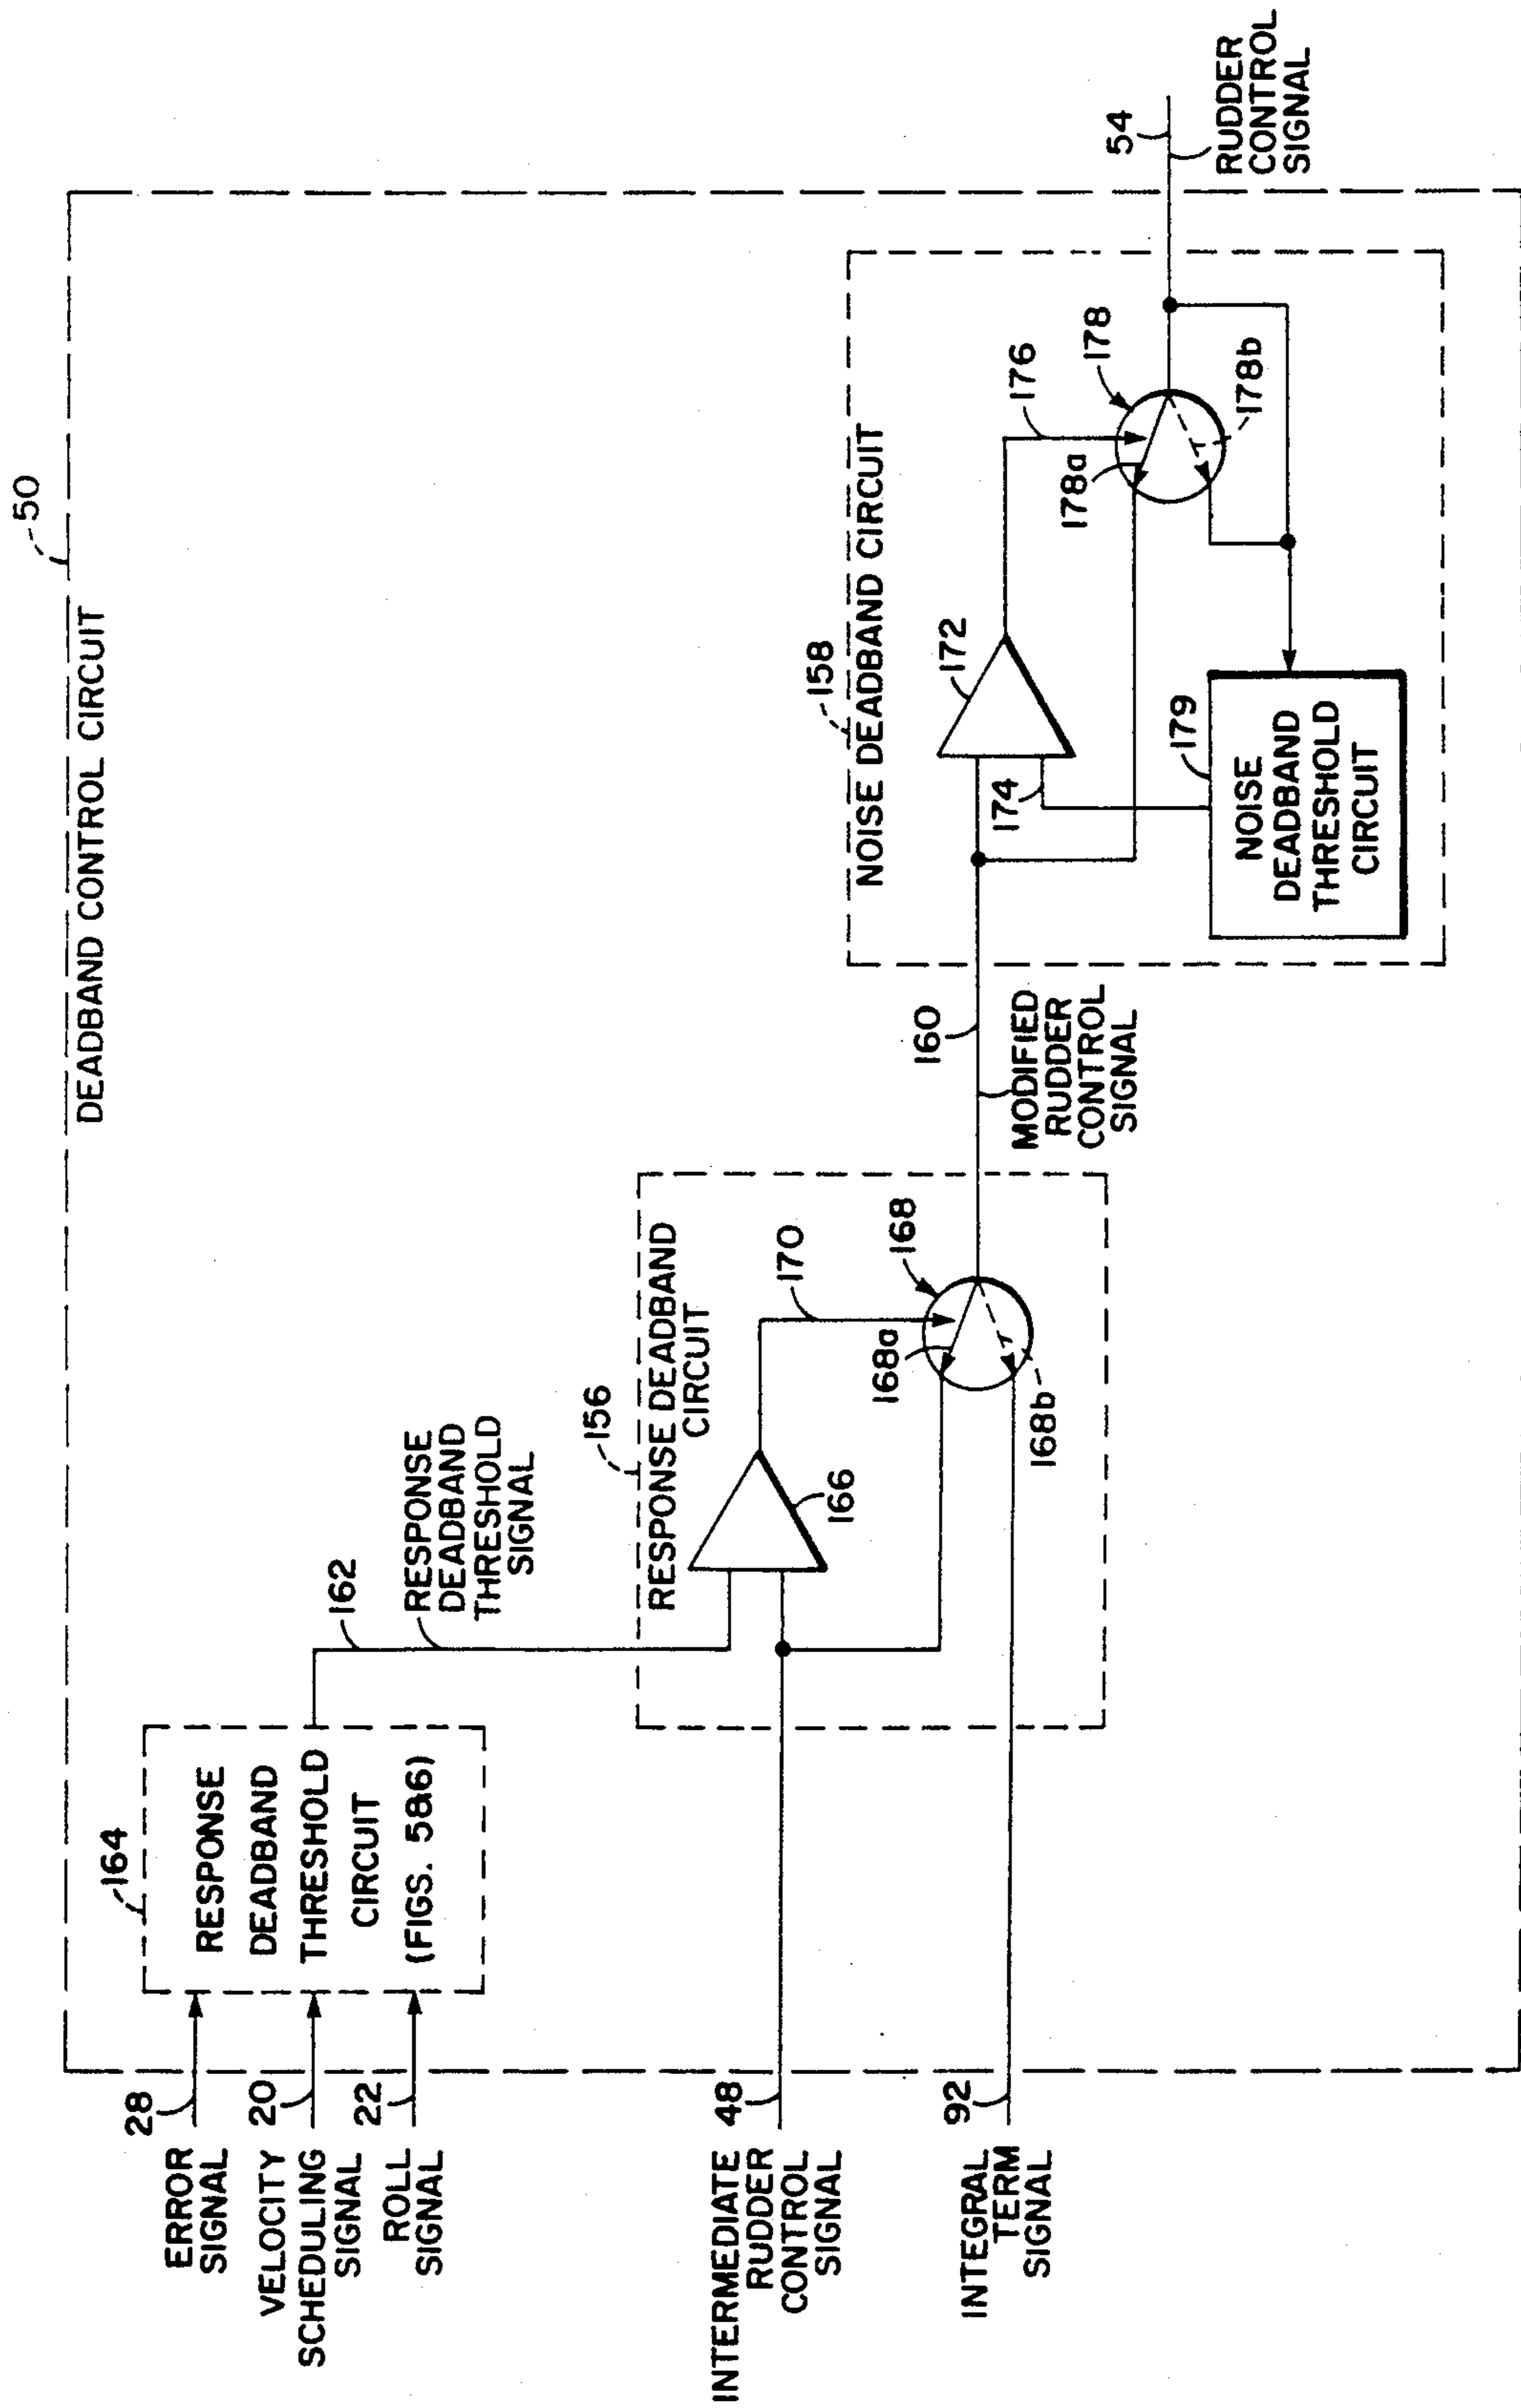 50
DEADBAND CONTROL CIRCUIT
28
ERROR
SIGNAL
20
VELOCITY
SCHEDULING
SIGNAL
22
ROLL
SIGNAL
164
RESPONSE
DEADBAND
THRESHOLD
CIRCUIT
(FIGS. 5&6)
162
RESPONSE
DEADBAND
THRESHOLD
SIGNAL
48
INTERMEDIATE
RUDDER
CONTROL
SIGNAL
92
INTEGRAL
TERM
SIGNAL
156
RESPONSE DEADBAND
CIRCUIT
166
170
168
168a
168b
160
MODIFIED
RUDDER
CONTROL
SIGNAL
158
NOISE DEADBAND CIRCUIT
172
174
176
178
178a
178b
179
NOISE
DEADBAND
THRESHOLD
CIRCUIT
54
RUDDER
CONTROL
SIGNAL